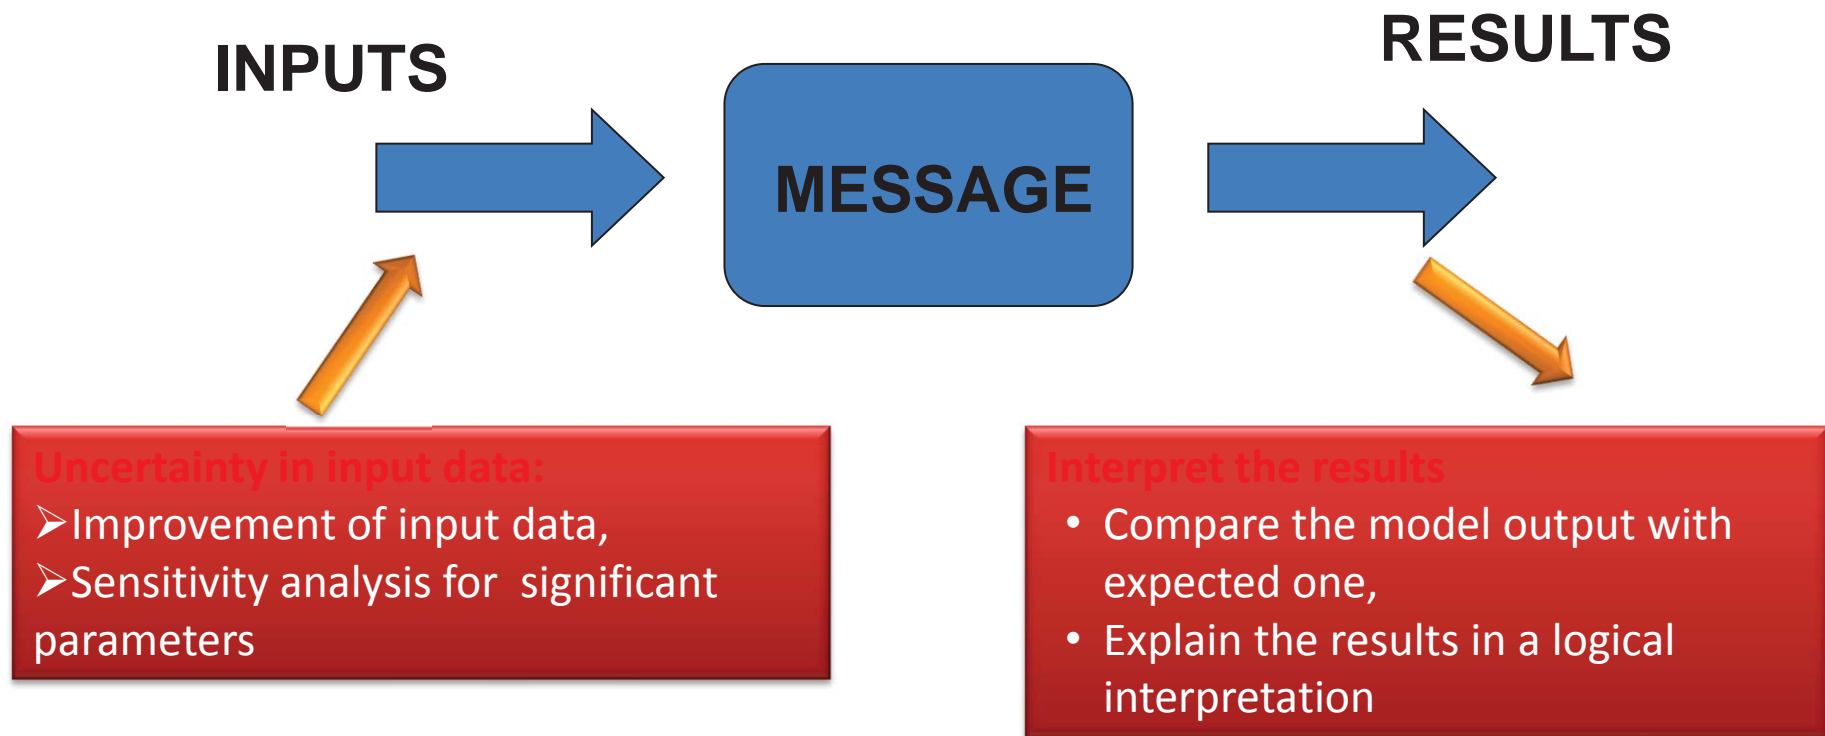 INPUTS
RESULTS
MESSAGE
Uncertainty in input data:
➢Improvement of input data,
➢Sensitivity analysis for  significant
parameters
Interpret the results
• Compare the model output with
expected one,
• Explain the results in a logical
interpretation